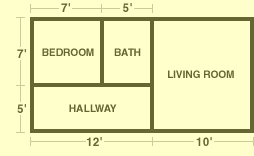 7' 5'
7' BEDROOM BATH
LIVING ROOM
5' HALLWAY
12' 10'